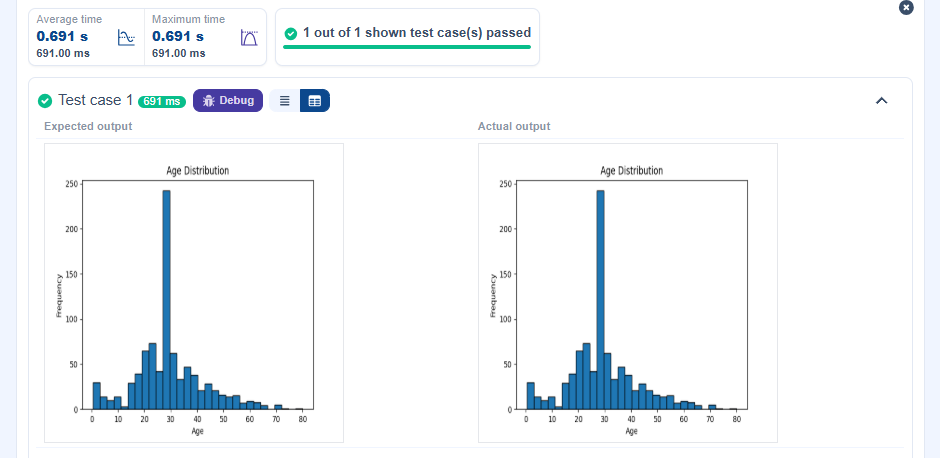 Average time
0.691 s
691.00 ms
Maximum time
0.691 s
691.00 ms
1 out of 1 shown test case(s) passed
Test case 1 691 ms Debug
Expected output
Actual output
Age Distribution
250
200
150
100
50
0
Frequency
0 10 20 30 40 50 60 70 80
Age
Age Distribution
250
200
150
100
50
0
Frequency
0 10 20 30 40 50 60 70 80
Age